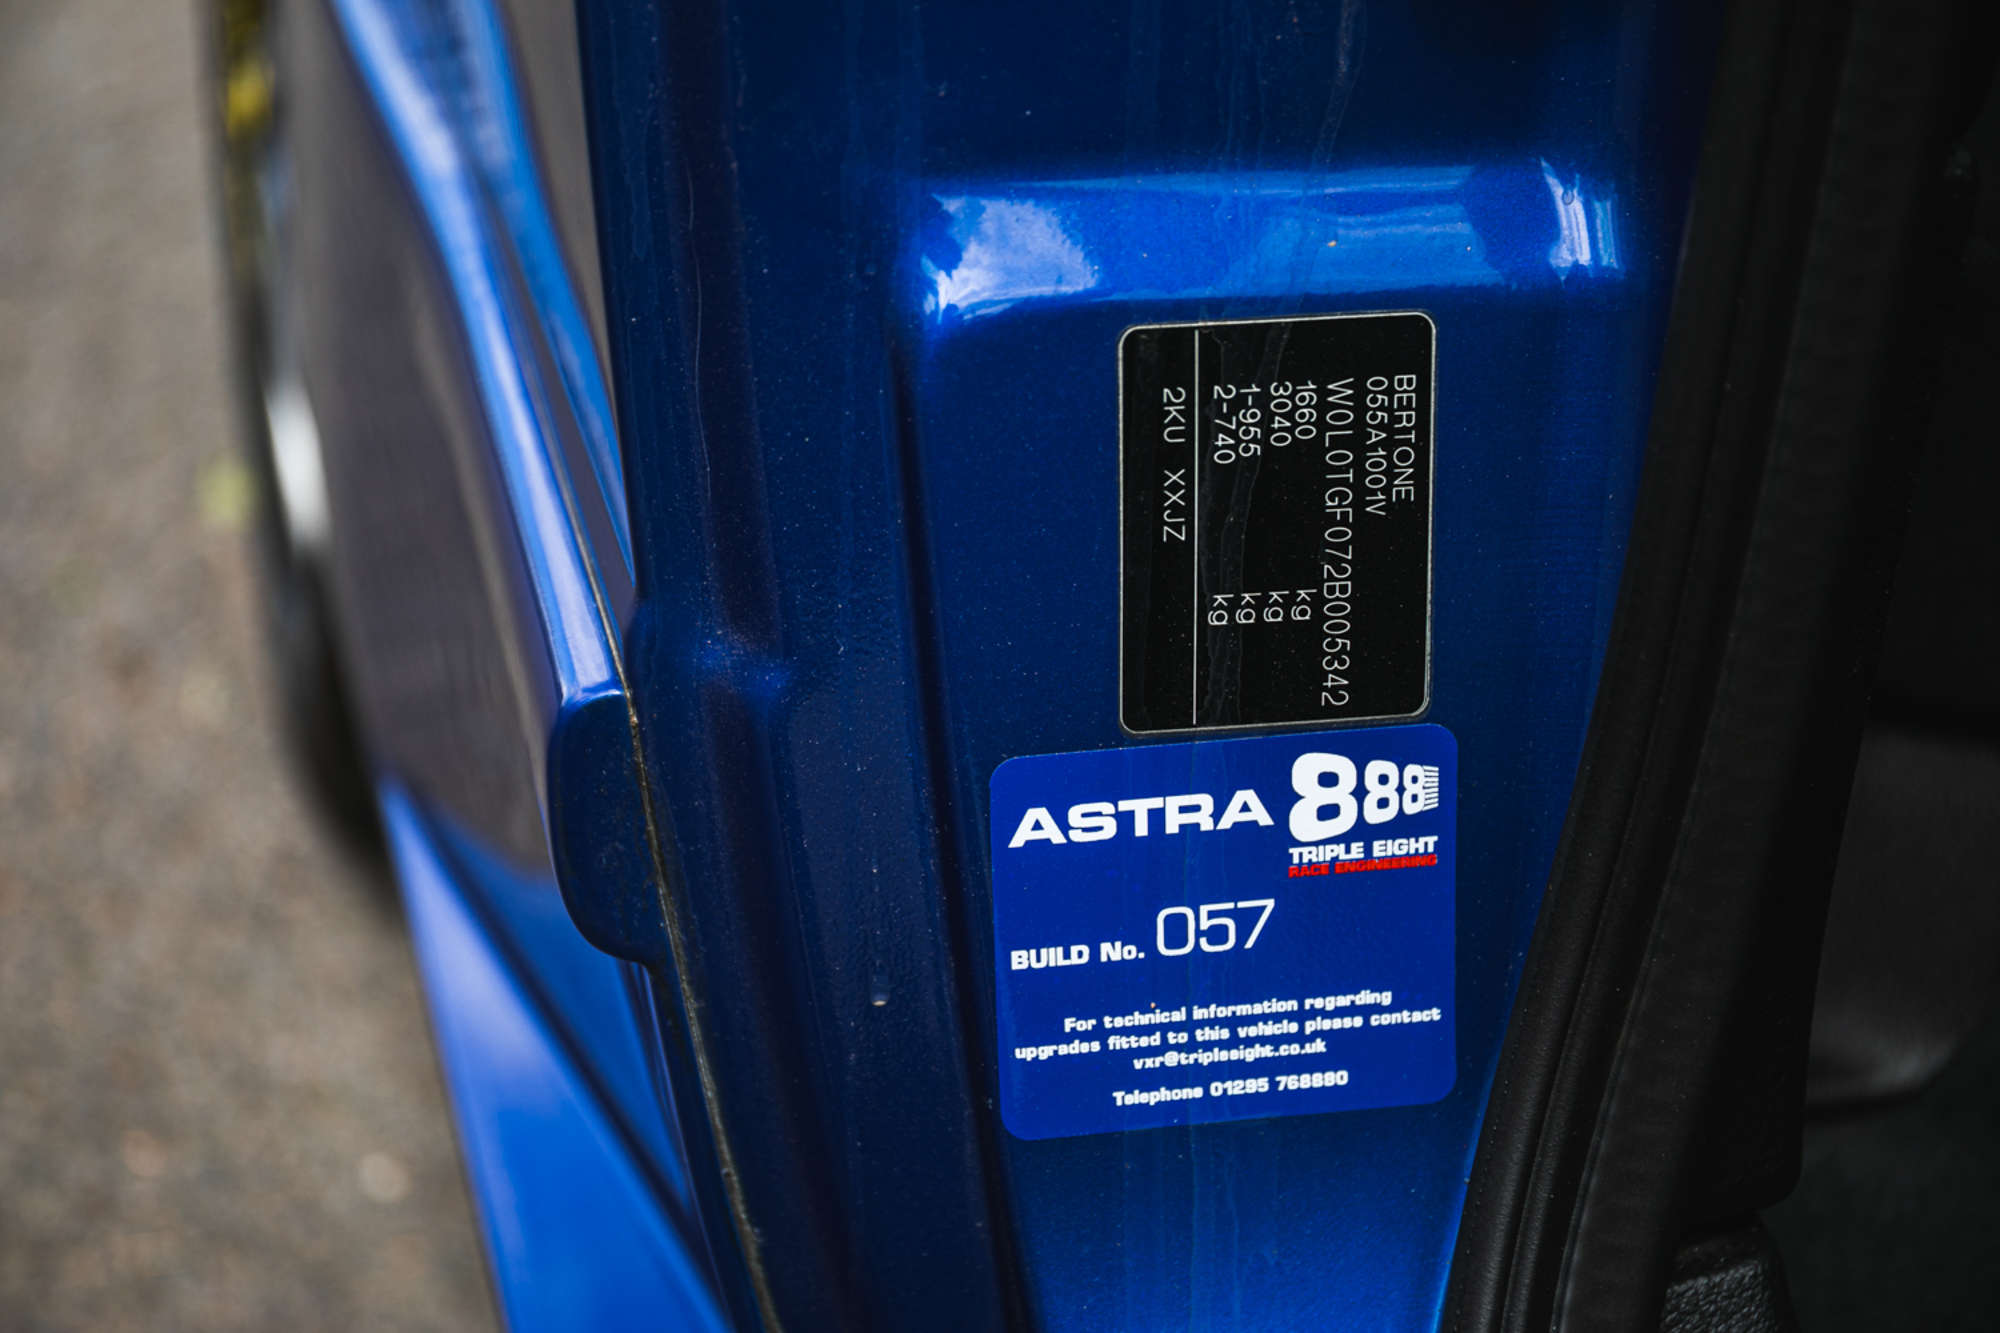 BERTONE
055A1001V
W0L0TGF072B005342
1660 kg
3040 kg
1-955 kg
2-740 kg
2KU XXJZ
ASTRA 888
TRIPLE EIGHT
RACE ENGINEERING
BUILD No. 057
For technical information regarding
upgrades fitted to this vehicle please contact
vxr@tripleeight.co.uk
Telephone 01295 768880